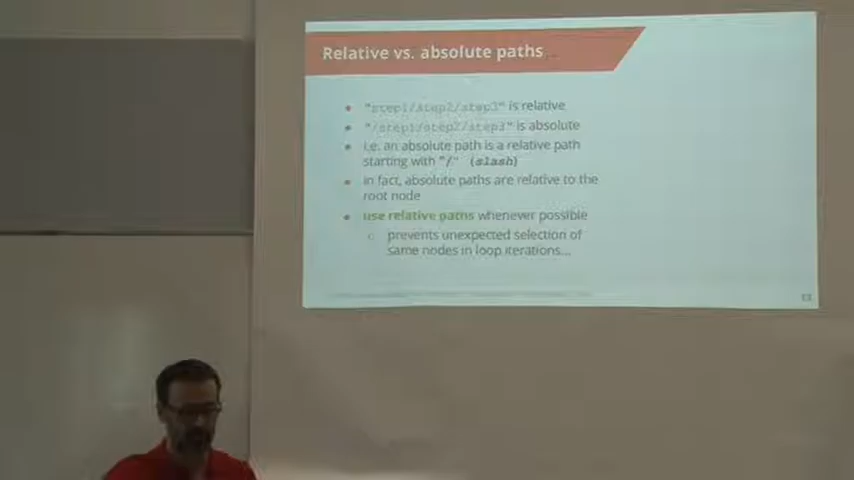 Relative vs. absolute paths
"step1/step2/step3" is relative
"/step1/step2/step3" is absolute
i.e. an absolute path is a relative path
starting with "/" (slash)
in fact, absolute paths are relative to the
root node
use relative paths whenever possible
prevents unexpected selection of
same nodes in loop iterations...